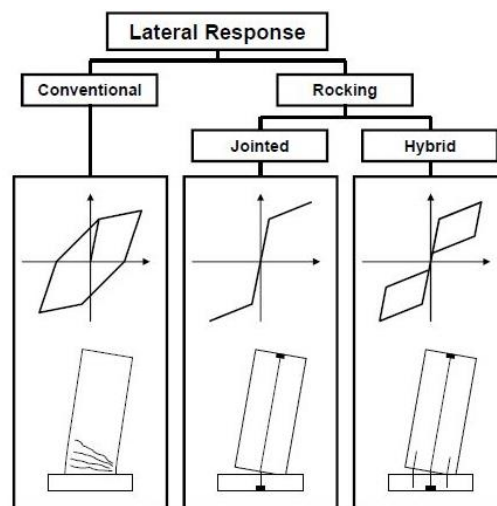 Lateral Response
Conventional
Rocking
Jointed
Hybrid